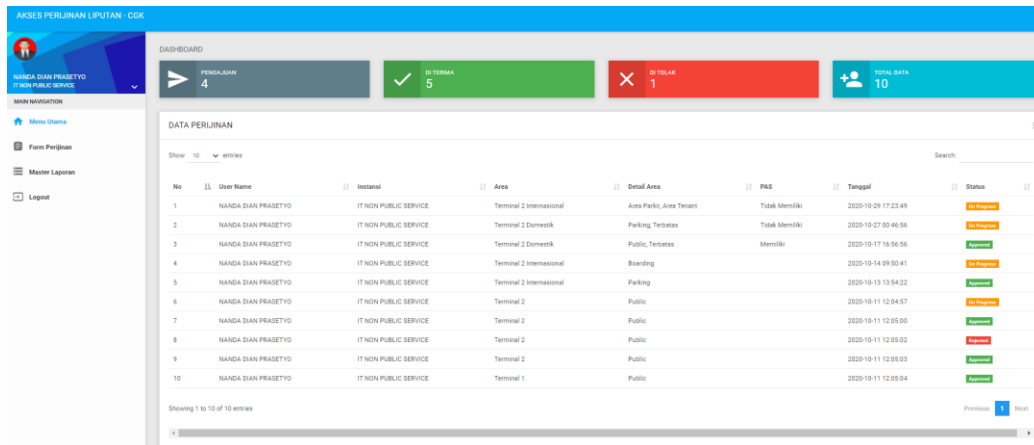 AKSES PERIJINAN LIPUTAN - CGK
NANDA DIAN PRASETYO
IT NON PUBLIC SERVICE
MAIN NAVIGATION
Menu Utama
Form Perijinan
Master Laporan
Logout
DASHBOARD
PENGAJUAN
4
DI TERIMA
5
DI TOLAK
1
TOTAL DATA
10
DATA PERIJINAN
Show 10 entries Search:
No User Name Instansi Area Detail Area PAS Tanggal Status
1 NANDA DIAN PRASETYO IT NON PUBLIC SERVICE Terminal 2 Internasional Area Parkir, Area Tenant Tidak Memiliki 2020-10-29 17:23:49 On Progress
2 NANDA DIAN PRASETYO IT NON PUBLIC SERVICE Terminal 2 Domestik Parking, Terbatas Tidak Memiliki 2020-10-27 00:46:56 On Progress
3 NANDA DIAN PRASETYO IT NON PUBLIC SERVICE Terminal 2 Domestik Public, Terbatas Memiliki 2020-10-17 16:56:56 Approved
4 NANDA DIAN PRASETYO IT NON PUBLIC SERVICE Terminal 2 Internasional Boarding 2020-10-14 09:50:41 On Progress
5 NANDA DIAN PRASETYO IT NON PUBLIC SERVICE Terminal 2 Internasional Parking 2020-10-13 13:54:22 Approved
6 NANDA DIAN PRASETYO IT NON PUBLIC SERVICE Terminal 2 Public 2020-10-11 12:04:57 On Progress
7 NANDA DIAN PRASETYO IT NON PUBLIC SERVICE Terminal 2 Public 2020-10-11 12:05:00 Approved
8 NANDA DIAN PRASETYO IT NON PUBLIC SERVICE Terminal 2 Public 2020-10-11 12:05:02 Rejected
9 NANDA DIAN PRASETYO IT NON PUBLIC SERVICE Terminal 2 Public 2020-10-11 12:05:03 Approved
10 NANDA DIAN PRASETYO IT NON PUBLIC SERVICE Terminal 1 Public 2020-10-11 12:05:04 Approved
Showing 1 to 10 of 10 entries Previous 1 Next